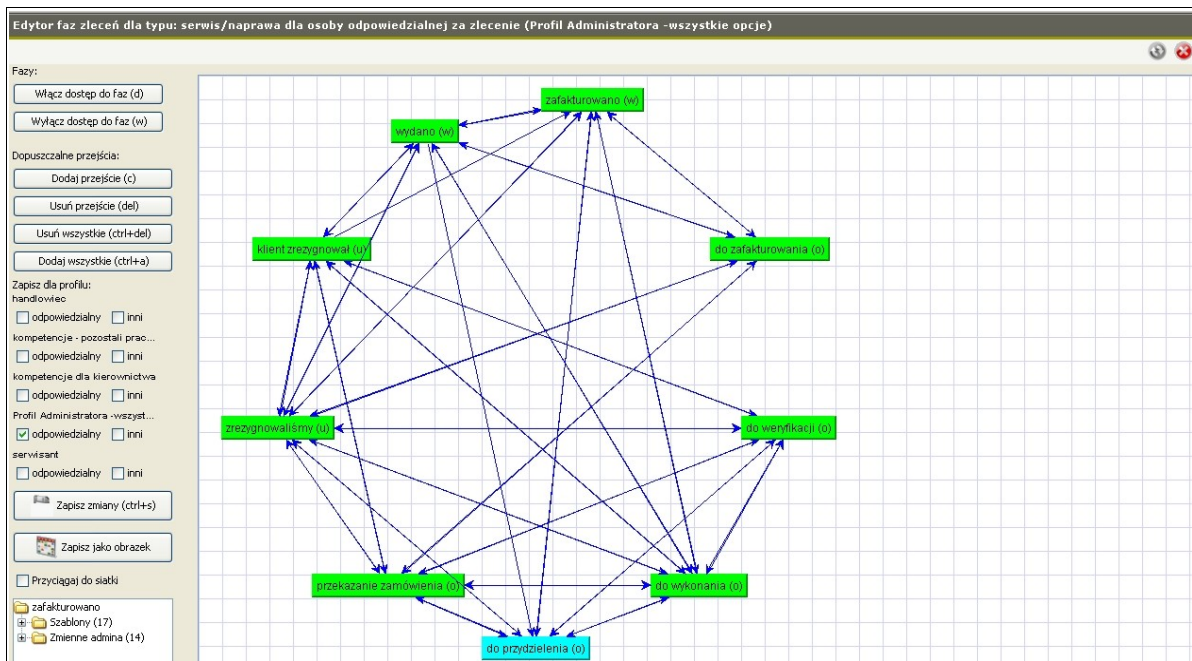 Edytor faz zleceń dla typu: serwis/naprawa dla osoby odpowiedzialnej za zlecenie (Profil Administratora -wszystkie opcje)
Fazy:
Włącz dostęp do faz (d)
Wyłącz dostęp do faz (w)
Dopuszczalne przejścia:
Dodaj przejście (c)
Usuń przejście (del)
Usuń wszystkie (ctrl+del)
Dodaj wszystkie (ctrl+a)
Zapisz dla profilu:
handlowiec
odpowiedzialny inni
kompetencje - pozostali prac...
odpowiedzialny inni
kompetencje dla kierownictwa
odpowiedzialny inni
Profil Administratora -wszyst...
odpowiedzialny inni
serwisant
odpowiedzialny inni
Zapisz zmiany (ctrl+s)
Zapisz jako obrazek
Przyciągaj do siatki
zafakturowano
Szablony (17)
Zmienne admina (14)
zafakturowano (w)
wydano (w)
klient zrezygnował (u)
do zafakturowania (o)
zrezygnowaliśmy (u)
do weryfikacji (o)
przekazanie zamówienia (o)
do wykonania (o)
do przydzielenia (o)